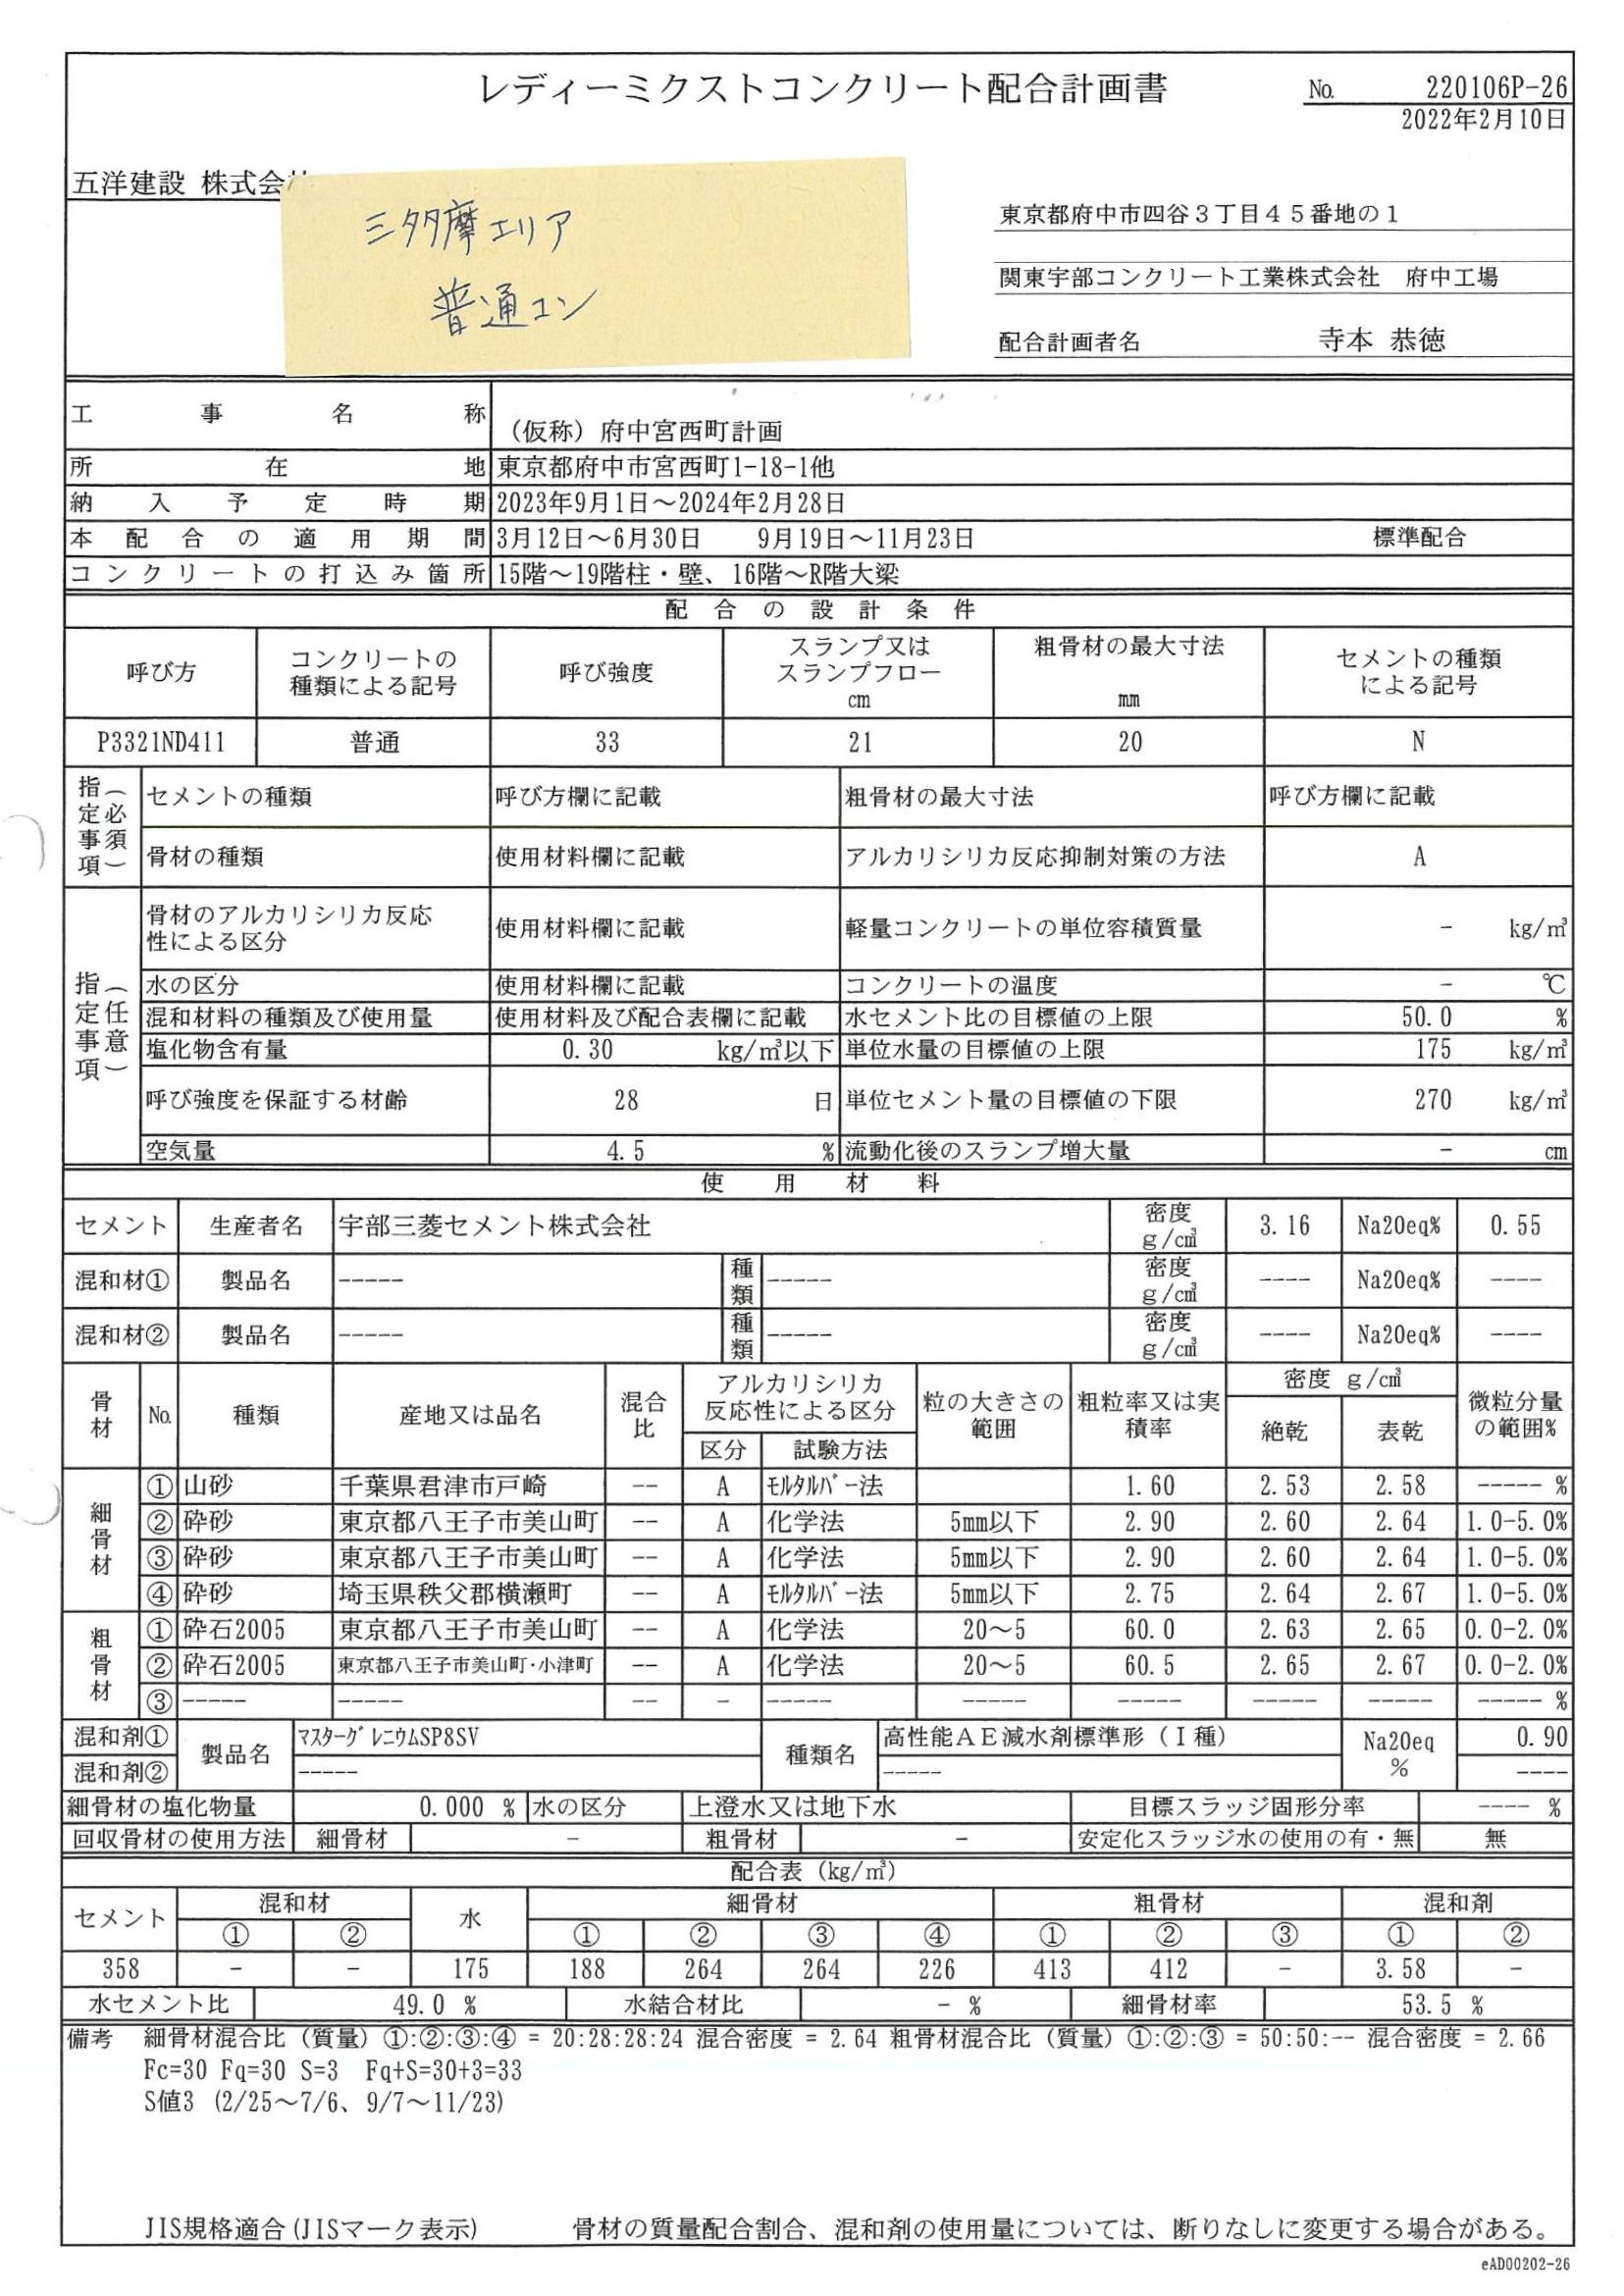 レディーミクストコンクリート配合計画書
No. 220106P-26
2022年2月10日
五洋建設 株式会
三多摩エリア
普通コン
東京都府中市四谷3丁目45番地の1
関東宇部コンクリート工業株式会社 府中工場
配合計画者名 寺本 恭徳
工事名称 (仮称)府中宮西町計画
所在地 東京都府中市宮西町1-18-1他
納入予定時期 2023年9月1日～2024年2月28日
本配合の適用期間 3月12日～6月30日 9月19日～11月23日 標準配合
コンクリートの打込み箇所 15階～19階柱・壁、16階～R階大梁
配合の設計条件
呼び方 コンクリートの種類による記号 呼び強度 スランプ又はスランプフロー cm 粗骨材の最大寸法 mm セメントの種類による記号
P3321ND411 普通 33 21 20 N
指定事項(必須)
セメントの種類 呼び方欄に記載 粗骨材の最大寸法 呼び方欄に記載
骨材の種類 使用材料欄に記載 アルカリシリカ反応抑制対策の方法 A
指定事項(任意)
骨材のアルカリシリカ反応性による区分 使用材料欄に記載 軽量コンクリートの単位容積質量 - kg/㎥
水の区分 使用材料欄に記載 コンクリートの温度 - ℃
混和材料の種類及び使用量 使用材料及び配合表欄に記載 水セメント比の目標値の上限 50.0 %
塩化物含有量 0.30 kg/㎥以下 単位水量の目標値の上限 175 kg/㎥
呼び強度を保証する材齢 28 日 単位セメント量の目標値の下限 270 kg/㎥
空気量 4.5 % 流動化後のスランプ増大量 - cm
使用材料
セメント 生産者名 宇部三菱セメント株式会社 密度 g/c㎥ 3.16 Na20eq% 0.55
混和材① 製品名 ----- 種類 ----- 密度 g/c㎥ ---- Na20eq% ----
混和材② 製品名 ----- 種類 ----- 密度 g/c㎥ ---- Na20eq% ----
骨材 No. 種類 産地又は品名 混合比 アルカリシリカ反応性による区分 区分 試験方法 粒の大きさの範囲 粗粒率又は実積率 密度 g/c㎥ 絶乾 表乾 微粒分量の範囲%
細骨材
① 山砂 千葉県君津市戸崎 -- A ﾓﾙﾀﾙﾊﾞｰ法 1.60 2.53 2.58 ----- %
② 砕砂 東京都八王子市美山町 -- A 化学法 5mm以下 2.90 2.60 2.64 1.0-5.0%
③ 砕砂 東京都八王子市美山町 -- A 化学法 5mm以下 2.90 2.60 2.64 1.0-5.0%
④ 砕砂 埼玉県秩父郡横瀬町 -- A ﾓﾙﾀﾙﾊﾞｰ法 5mm以下 2.75 2.64 2.67 1.0-5.0%
粗骨材
① 砕石2005 東京都八王子市美山町 -- A 化学法 20～5 60.0 2.63 2.65 0.0-2.0%
② 砕石2005 東京都八王子市美山町･小津町 -- A 化学法 20～5 60.5 2.65 2.67 0.0-2.0%
③ ----- ----- -- - ----- ----- ----- ----- ----- ----- %
混和剤① 製品名 ﾏｽﾀｰｸﾞﾚﾆｳﾑSP8SV 種類名 高性能AE減水剤標準形(Ⅰ種) Na20eq % 0.90
混和剤② ----- ----- ----
細骨材の塩化物量 0.000 % 水の区分 上澄水又は地下水 目標スラッジ固形分率 ---- %
回収骨材の使用方法 細骨材 - 粗骨材 - 安定化スラッジ水の使用の有・無 無
配合表(kg/㎥)
セメント 混和材 水 細骨材 粗骨材 混和剤
① ② ① ② ③ ④ ① ② ③ ① ②
358 - - 175 188 264 264 226 413 412 - 3.58 -
水セメント比 49.0 % 水結合材比 - % 細骨材率 53.5 %
備考 細骨材混合比(質量)①:②:③:④ = 20:28:28:24 混合密度 = 2.64 粗骨材混合比(質量)①:②:③ = 50:50:-- 混合密度 = 2.66
Fc=30 Fq=30 S=3 Fq+S=30+3=33
S値3 (2/25～7/6、9/7～11/23)
JIS規格適合(JISマーク表示) 骨材の質量配合割合、混和剤の使用量については、断りなしに変更する場合がある。
eAD00202-26